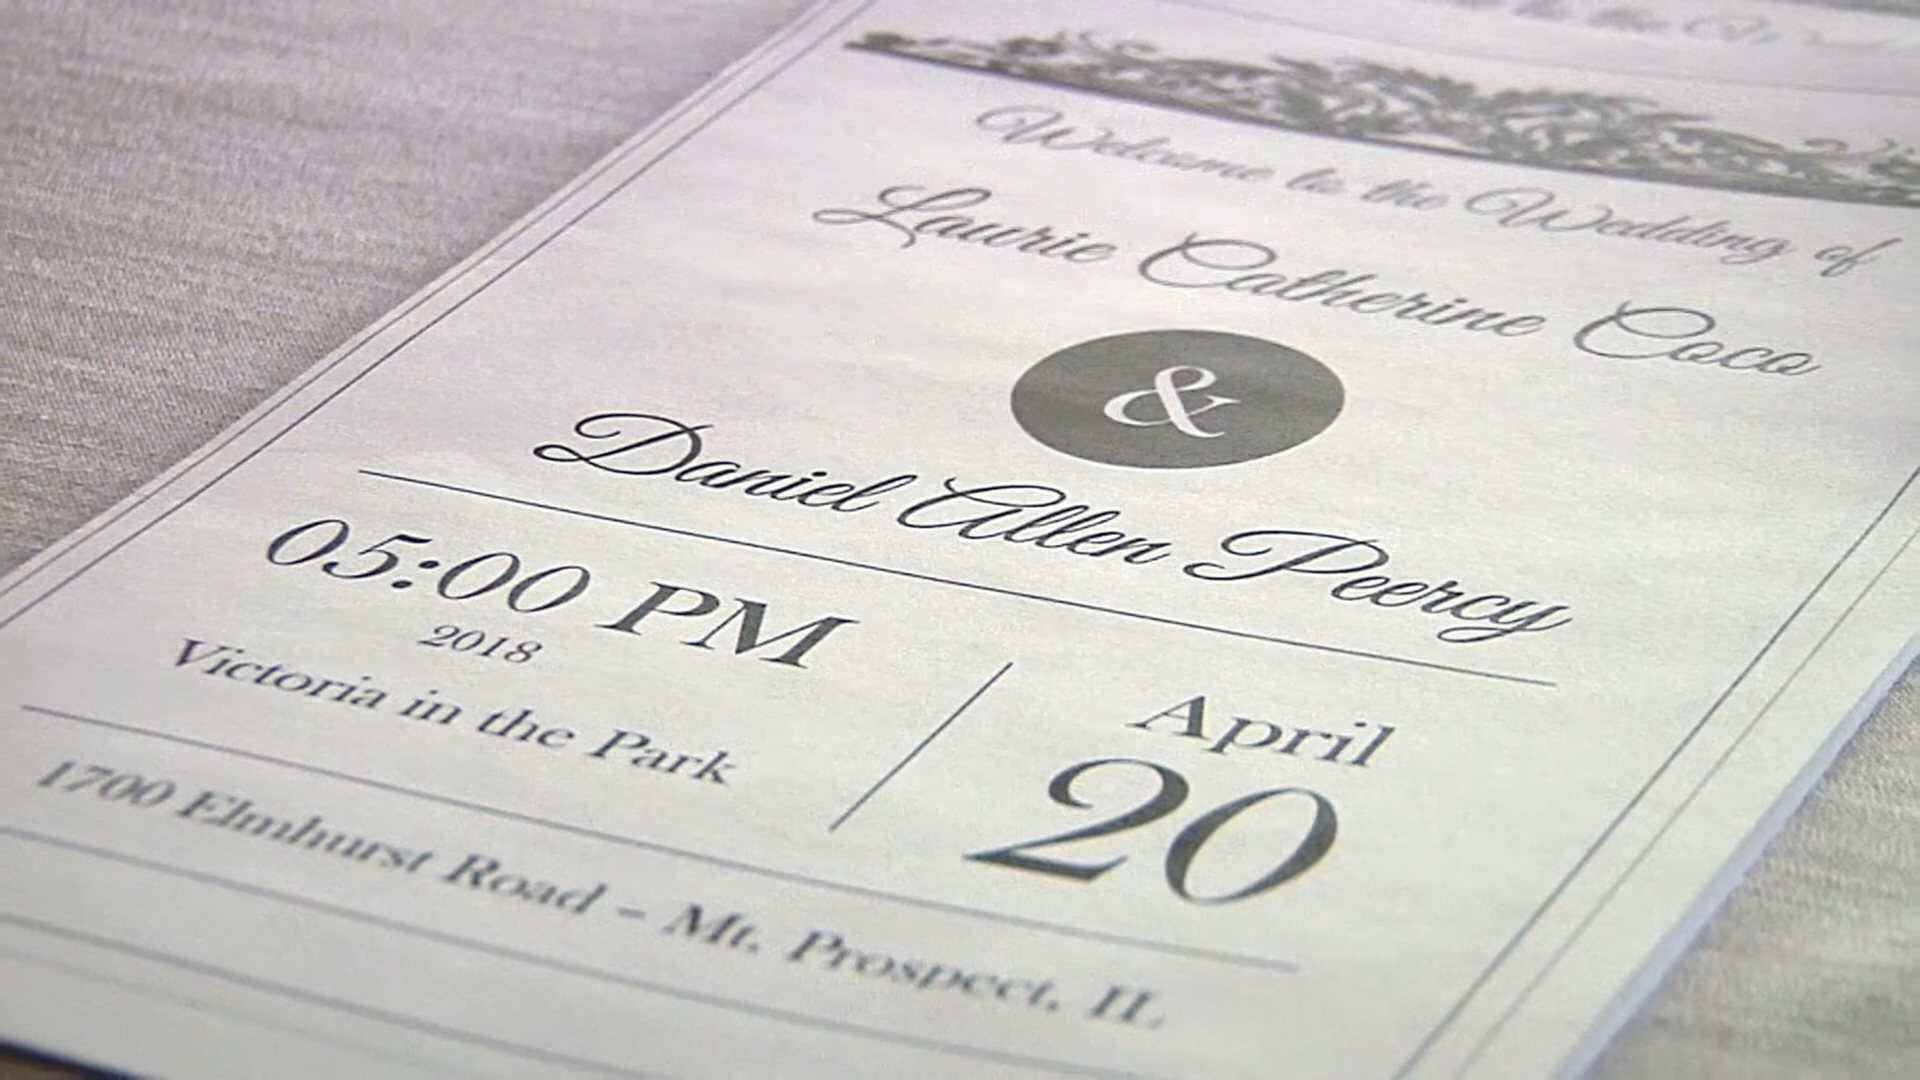 Welcome to the Wedding of
Laurie Catherine Coco
&
Daniel Allen Peercy
05:00 PM
2018
Victoria in the Park
April
20
1700 Elmhurst Road – Mt. Prospect, IL